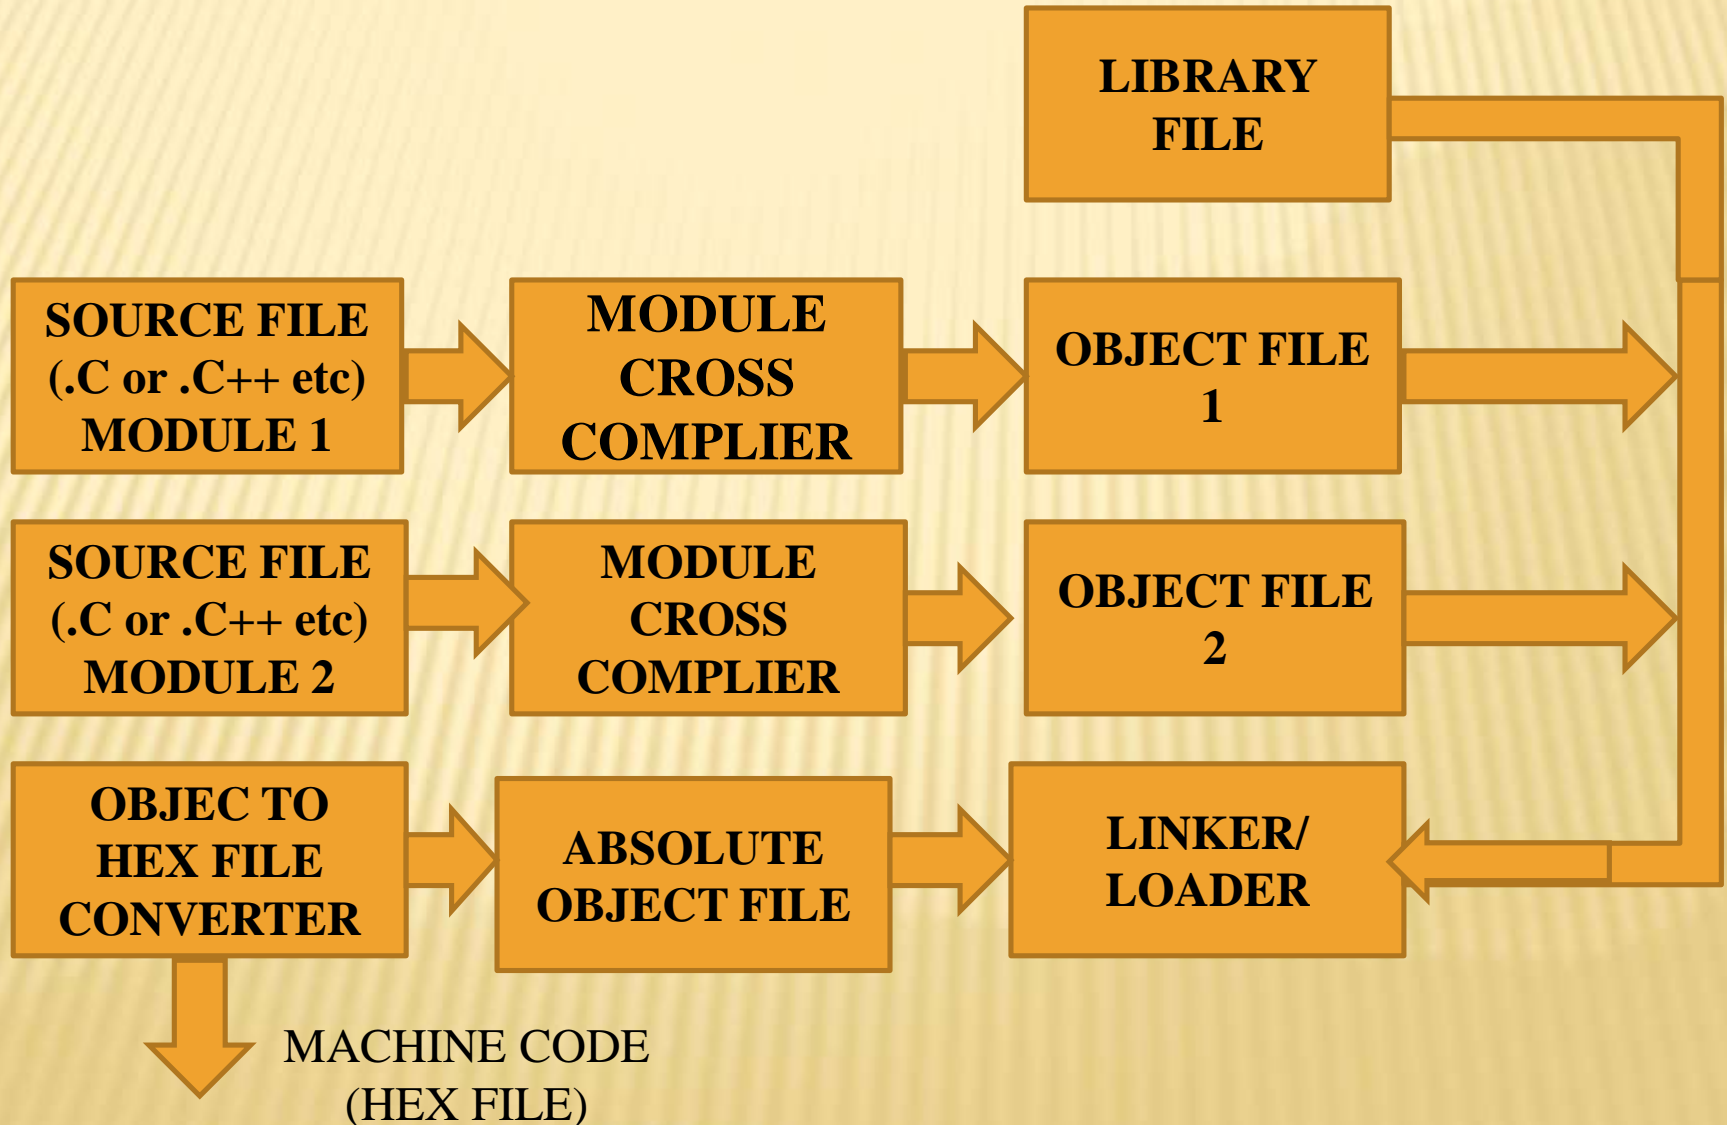 LIBRARY
FILE
SOURCE FILE
(.C or .C++ etc)
MODULE 1
MODULE
CROSS
COMPLIER
OBJECT FILE
1
SOURCE FILE
(.C or .C++ etc)
MODULE 2
MODULE
CROSS
COMPLIER
OBJECT FILE
2
OBJEC TO
HEX FILE
CONVERTER
ABSOLUTE
OBJECT FILE
LINKER/
LOADER
MACHINE CODE
(HEX FILE)